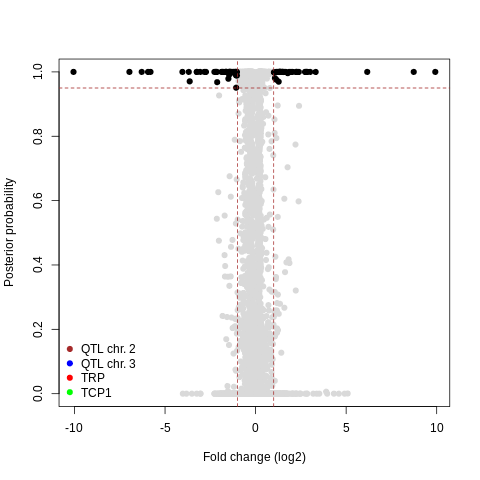 1.0
0.8
0.6
0.4
0.2
0.0
Posterior probability
QTL chr. 2
QTL chr. 3
TRP
TCP1
-10 -5 0 5 10
Fold change (log2)